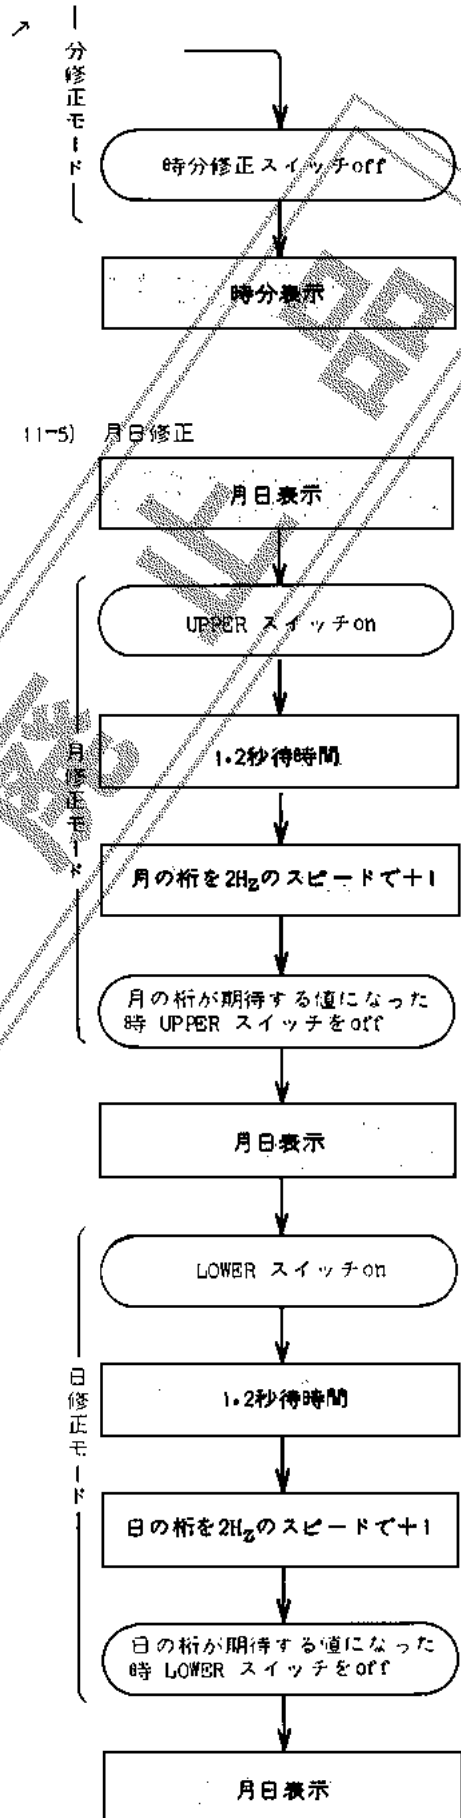 分修正モード
時分修正スイッチoff
時分表示
11-5) 月日修正
月日表示
UPPER スイッチon
月修正モード
1.2秒待時間
月の桁を2Hzのスピードで+1
月の桁が期待する値になった
時 UPPER スイッチをoff
月日表示
LOWER スイッチon
日修正モード
1.2秒待時間
日の桁を2Hzのスピードで+1
日の桁が期待する値になった
時 LOWER スイッチをoff
月日表示